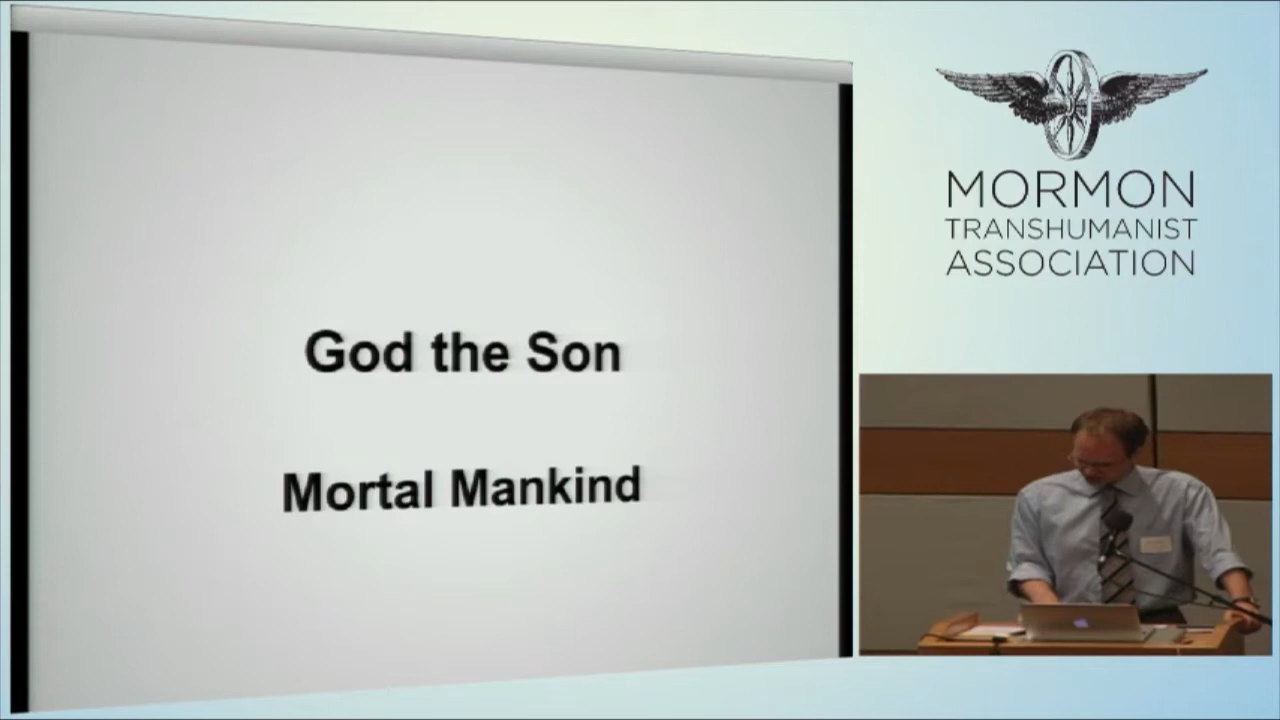 God the Son
Mortal Mankind
MORMON
TRANSHUMANIST
ASSOCIATION